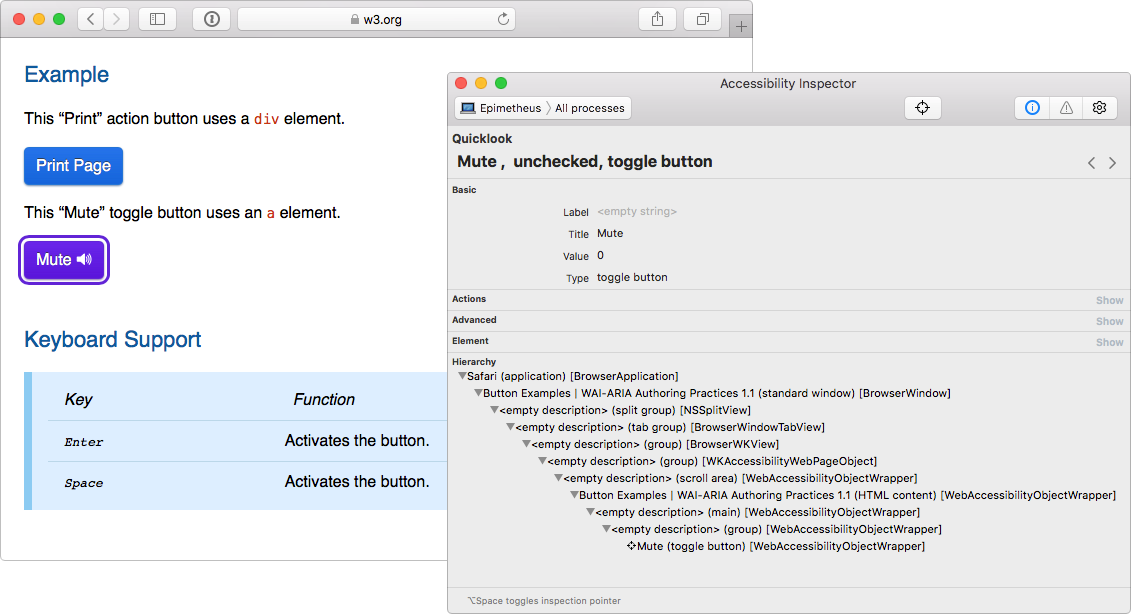 w3.org
Example
This “Print” action button uses a div element.
Print Page
This “Mute” toggle button uses an a element.
Mute
Keyboard Support
Key Function
Enter Activates the button.
Space Activates the button.
Accessibility Inspector
Epimetheus All processes
Quicklook
Mute , unchecked, toggle button
Basic
Label <empty string>
Title Mute
Value 0
Type toggle button
Actions Show
Advanced Show
Element Show
Hierarchy
Safari (application) [BrowserApplication]
Button Examples | WAI-ARIA Authoring Practices 1.1 (standard window) [BrowserWindow]
<empty description> (split group) [NSSplitView]
<empty description> (tab group) [BrowserWindowTabView]
<empty description> (group) [BrowserWKView]
<empty description> (group) [WKAccessibilityWebPageObject]
<empty description> (scroll area) [WebAccessibilityObjectWrapper]
Button Examples | WAI-ARIA Authoring Practices 1.1 (HTML content) [WebAccessibilityObjectWrapper]
<empty description> (main) [WebAccessibilityObjectWrapper]
<empty description> (group) [WebAccessibilityObjectWrapper]
Mute (toggle button) [WebAccessibilityObjectWrapper]
⌥Space toggles inspection pointer